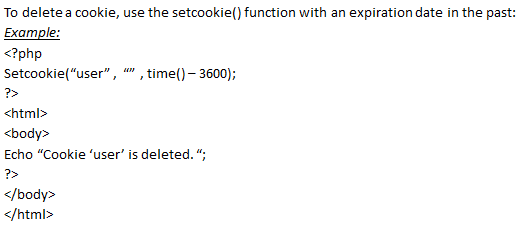 To delete a cookie, use the setcookie() function with an expiration date in the past:
Example:
<?php
Setcookie(“user” , “” , time() – 3600);
?>
<html>
<body>
Echo “Cookie ‘user’ is deleted. “;
?>
</body>
</html>